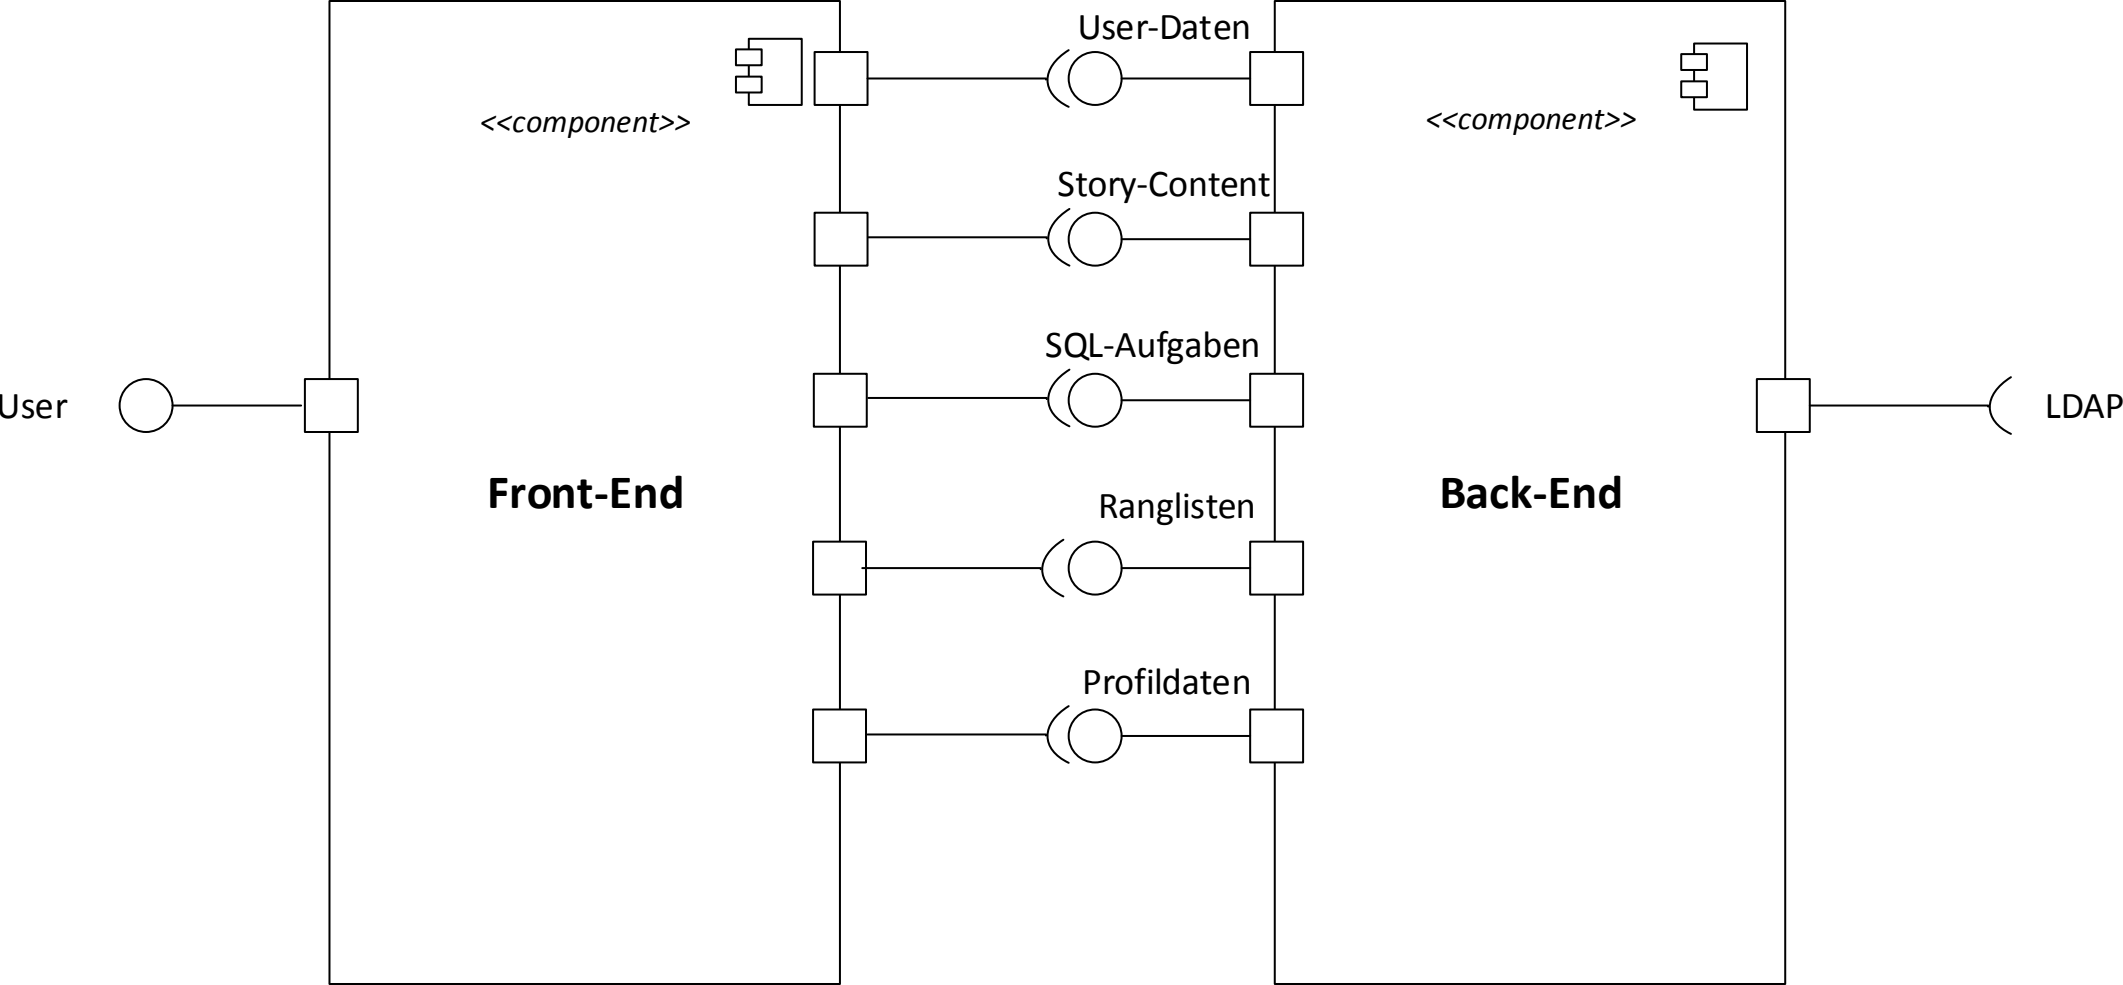 User-Daten
<<component>>
<<component>>
Story-Content
SQL-Aufgaben
User
LDAP
Front-End
Back-End
Ranglisten
Profildaten